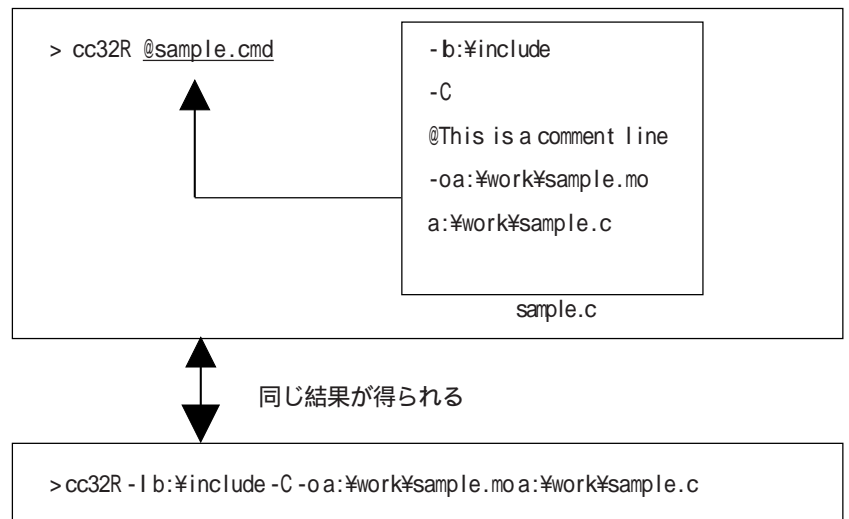 > cc32R @sample.cmd
-Ib:¥include
-C
@This is a comment line
-oa:¥work¥sample.mo
a:¥work¥sample.c
sample.c
同じ結果が得られる
>cc32R -Ib:¥include -C -oa:¥work¥sample.mo a:¥work¥sample.c